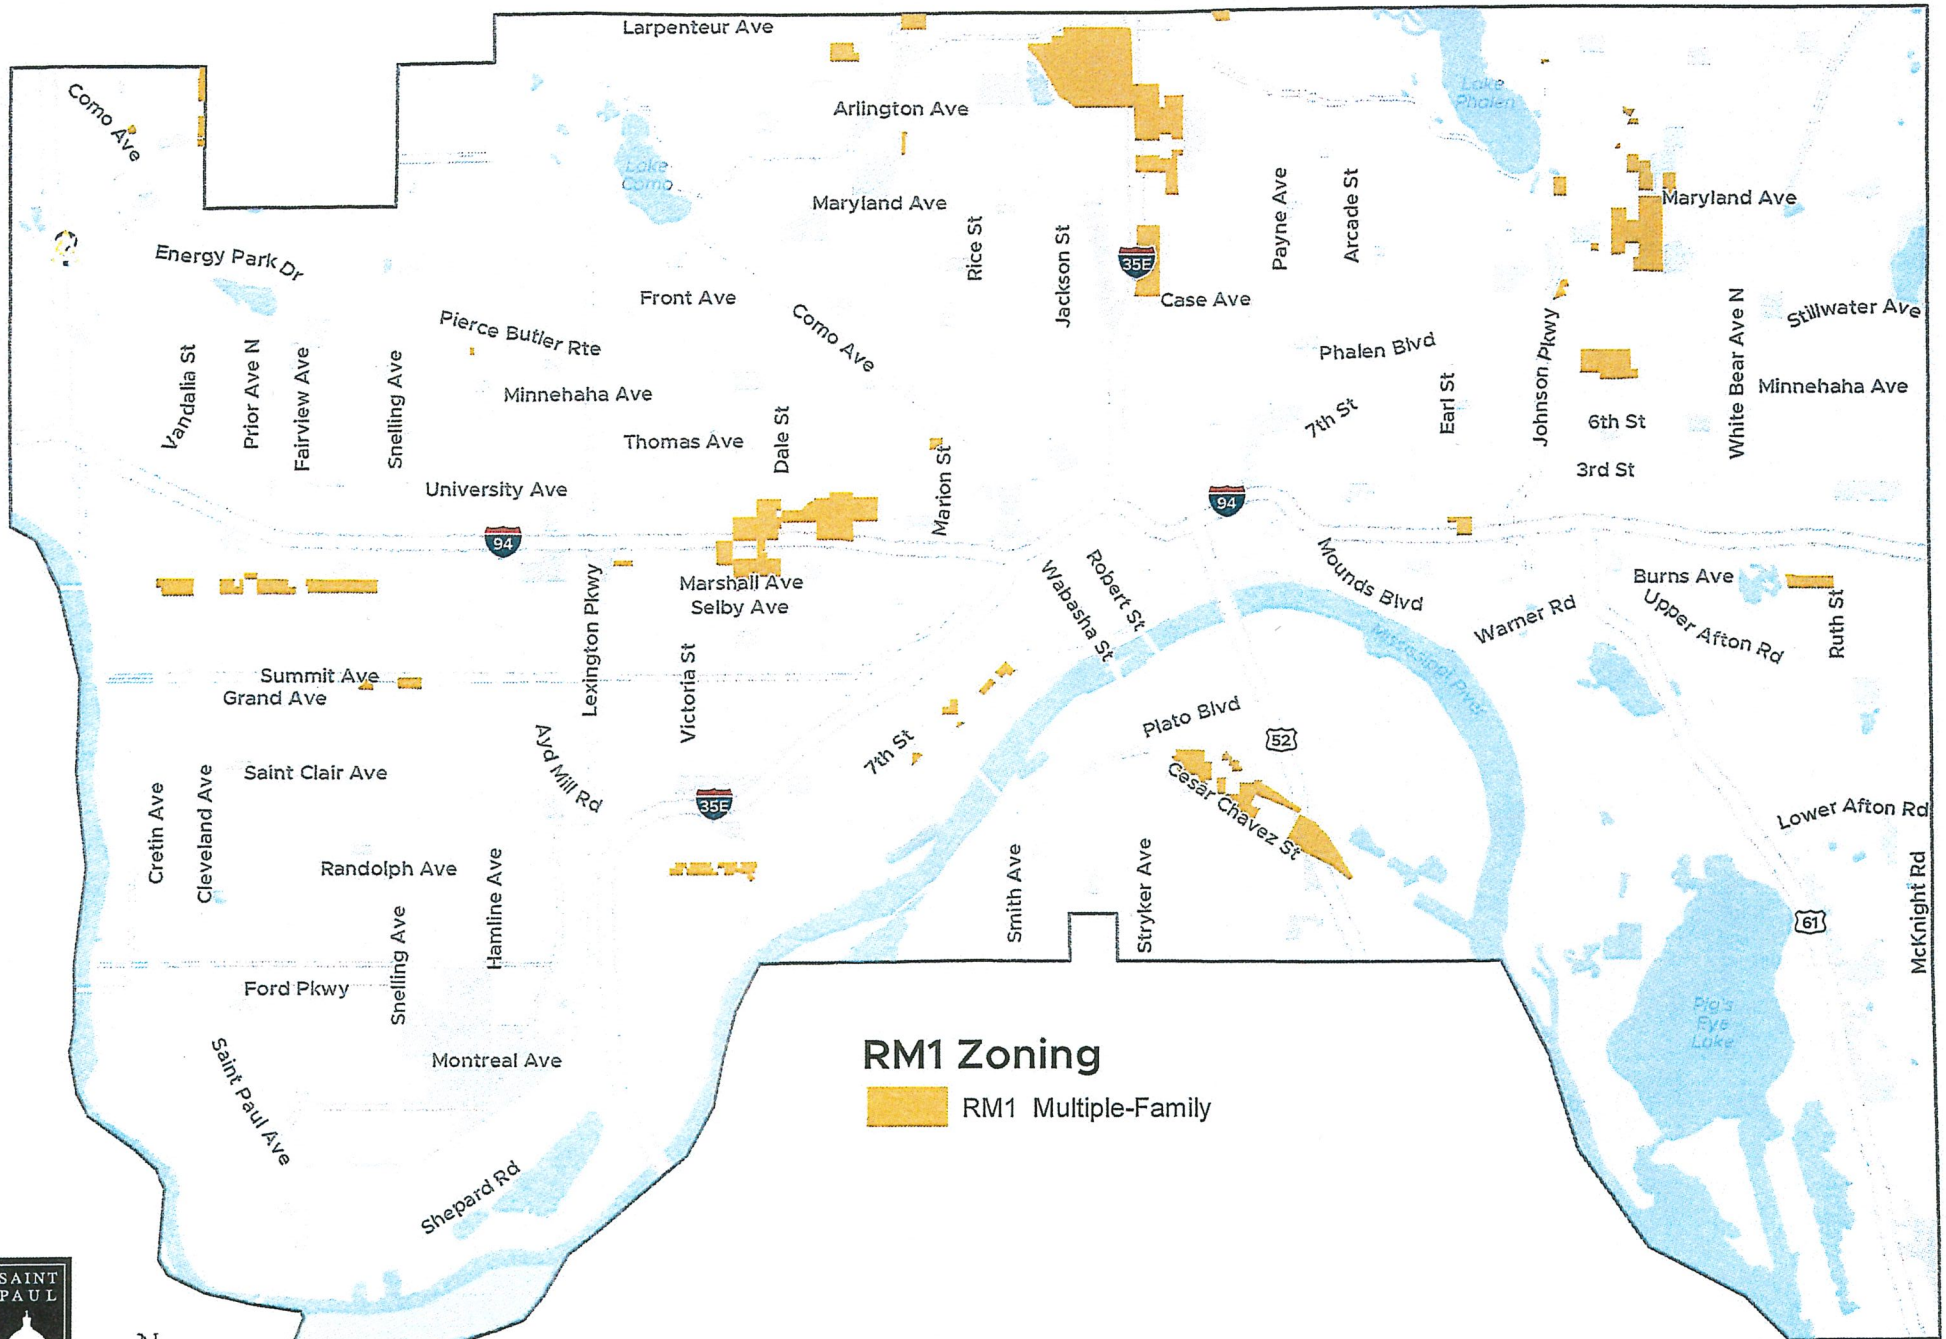 Larpenteur Ave
Como Ave
Arlington Ave
Lake
Phalen
Lake
Como
Maryland Ave
Maryland Ave
Rice St
Jackson St
Payne Ave
Arcade St
Energy Park Dr
35E
Front Ave
Case Ave
Como Ave
Pierce Butler Rte
Stillwater Ave
Phalen Blvd
Johnson Pkwy
White Bear Ave N
Vandalia St
Prior Ave N
Fairview Ave
Snelling Ave
Minnehaha Ave
Minnehaha Ave
Earl St
7th St
6th St
Thomas Ave
Dale St
Marion St
3rd St
University Ave
94
94
Marshall Ave
Selby Ave
Lexington Pkwy
Victoria St
Robert St
Wabasha St
Mounds Blvd
Warner Rd
Burns Ave
Upper Afton Rd
Ruth St
Mississippi River
Summit Ave
Grand Ave
Plato Blvd
52
7th St
Ayd Mill Rd
Saint Clair Ave
Cesar Chavez St
35E
Lower Afton Rd
Cretin Ave
Cleveland Ave
Randolph Ave
Hamline Ave
Smith Ave
Stryker Ave
McKnight Rd
61
Snelling Ave
Ford Pkwy
Pig's
Eye
Lake
Saint Paul Ave
Montreal Ave
RM1 Zoning
RM1 Multiple-Family
Shepard Rd
SAINT
PAUL